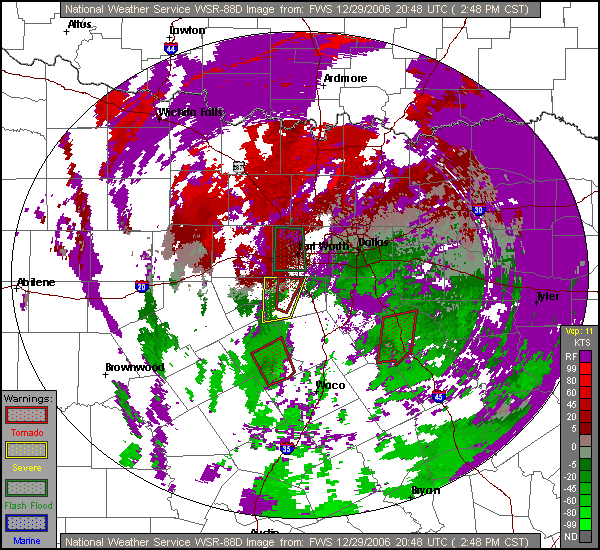 National Weather Service WSR-88D Image from: FWS 12/29/2006 20:48 UTC ( 2:48 PM CST)
Altus
Lawton
44
Ardmore
Wichita Falls
30
Fort Worth
Dallas
Abilene
20
Tyler
Brownwood
Waco
45
35
Bryan
Austin
Vcp: 11
KTS
RF
99
80
60
45
20
5
0
-5
-20
-45
-60
-80
-99
ND
Warnings:
Tornado
Severe
Flash Flood
Marine
National Weather Service WSR-88D Image from: FWS 12/29/2006 20:48 UTC ( 2:48 PM CST)